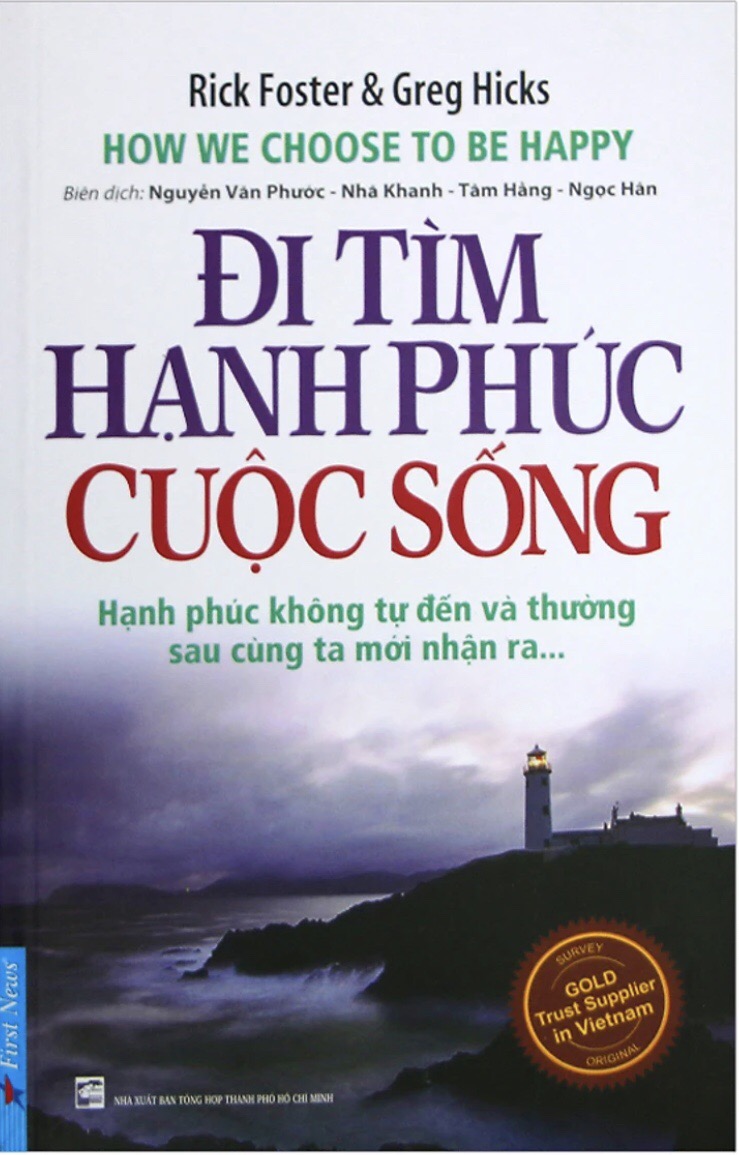 Rick Foster & Greg Hicks
HOW WE CHOOSE TO BE HAPPY
Biên dịch: Nguyễn Văn Phước - Nhã Khanh - Tâm Hằng - Ngọc Hân
ĐI TÌM
HẠNH PHÚC
CUỘC SỐNG
Hạnh phúc không tự đến và thường
sau cùng ta mới nhận ra...
SURVEY
GOLD
Trust Supplier
in Vietnam
ORIGINAL
First News
NHÀ XUẤT BẢN TỔNG HỢP THÀNH PHỐ HỒ CHÍ MINH